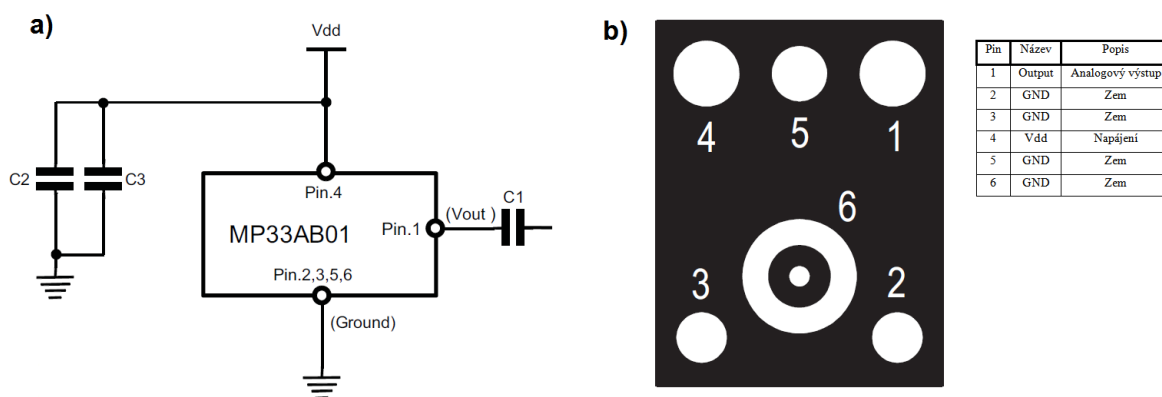 a)
Vdd
C2
C3
Pin.4
MP33AB01
Pin.1
(Vout )
C1
Pin.2,3,5,6
(Ground)
b)
4
5
1
6
3
2
Pin Název Popis
1 Output Analogový výstup
2 GND Zem
3 GND Zem
4 Vdd Napájení
5 GND Zem
6 GND Zem